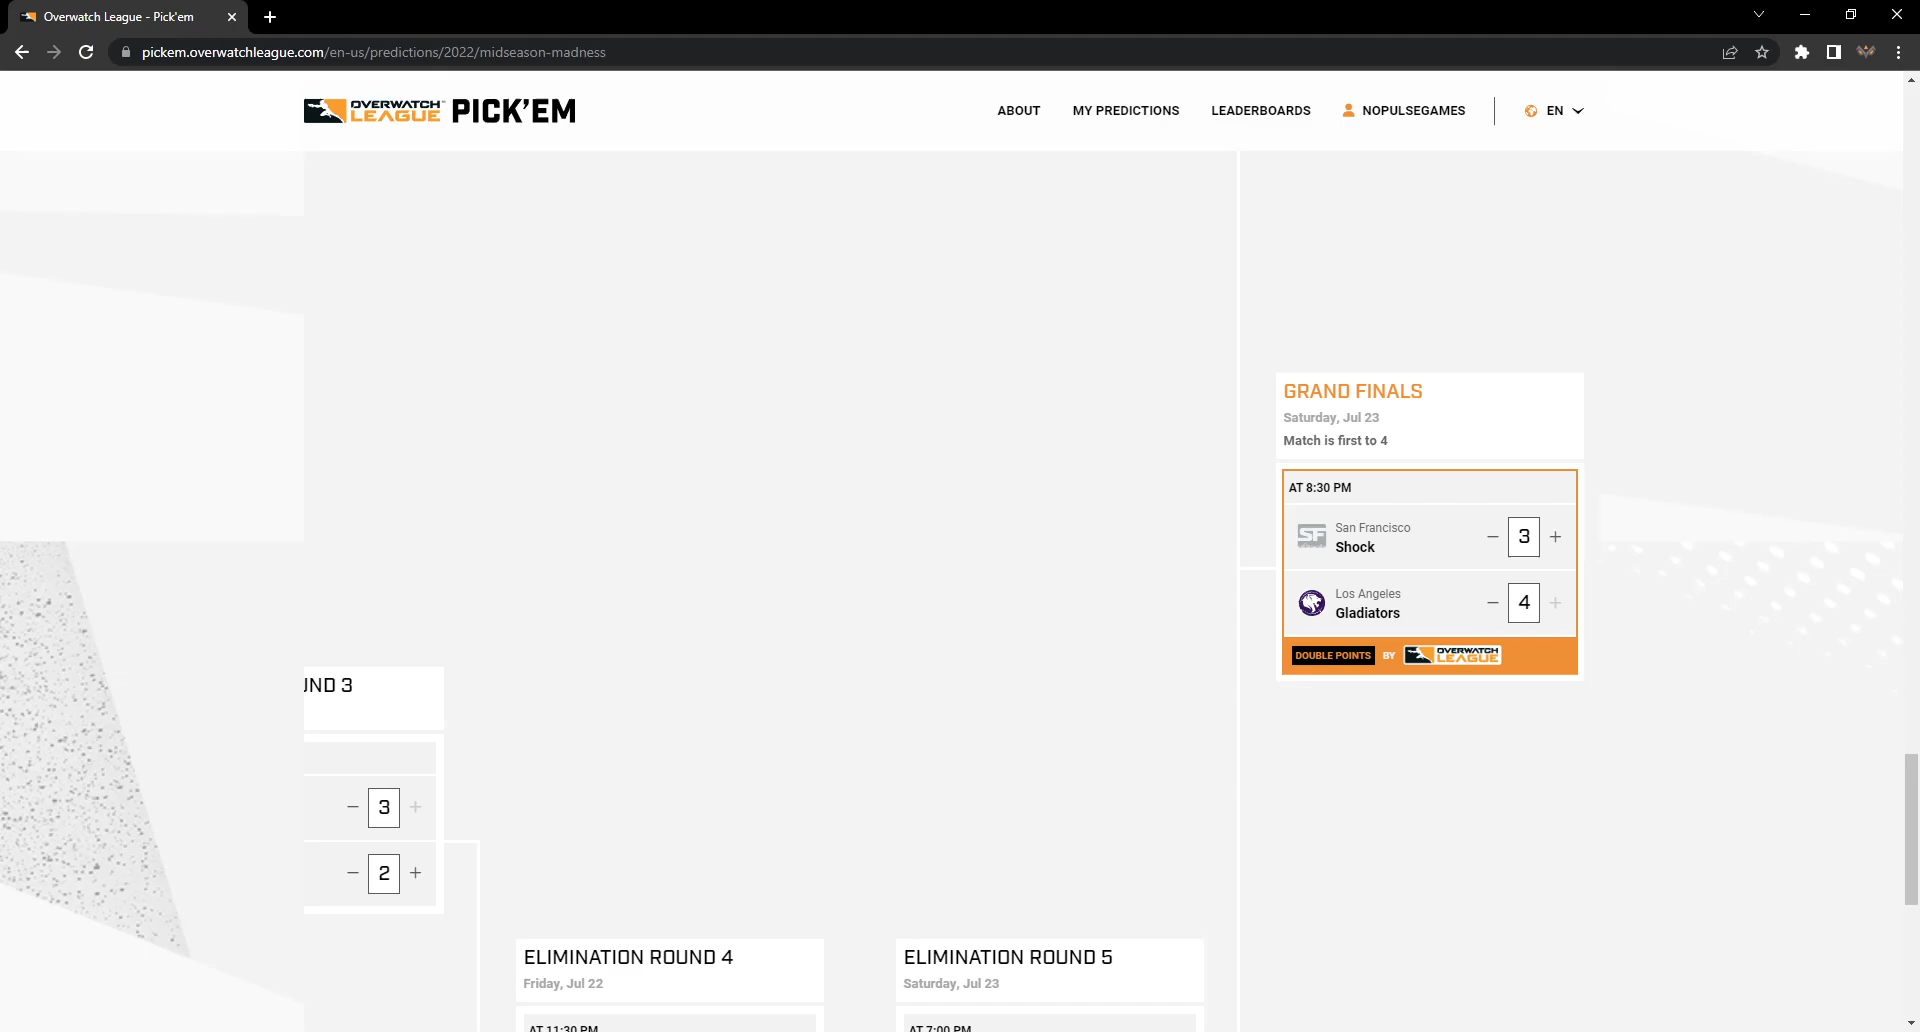 Overwatch League - Pick'em
pickem.overwatchleague.com/en-us/predictions/2022/midseason-madness
OVERWATCH LEAGUE PICK'EM
ABOUT
MY PREDICTIONS
LEADERBOARDS
NOPULSEGAMES
EN
GRAND FINALS
Saturday, Jul 23
Match is first to 4
AT 8:30 PM
SF
San Francisco
Shock
− 3 +
Los Angeles
Gladiators
− 4 +
DOUBLE POINTS BY OVERWATCH LEAGUE
UND 3
− 3 +
− 2 +
ELIMINATION ROUND 4
Friday, Jul 22
AT 11:30 PM
ELIMINATION ROUND 5
Saturday, Jul 23
AT 7:00 PM